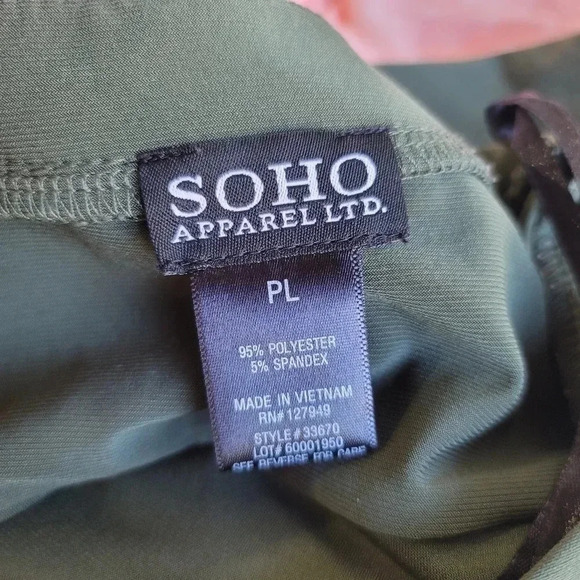 SOHO
APPAREL LTD.
PL
95% POLYESTER
5% SPANDEX
MADE IN VIETNAM
RN# 127949
STYLE # 33670
LOT# 60001950
SEE REVERSE FOR CARE